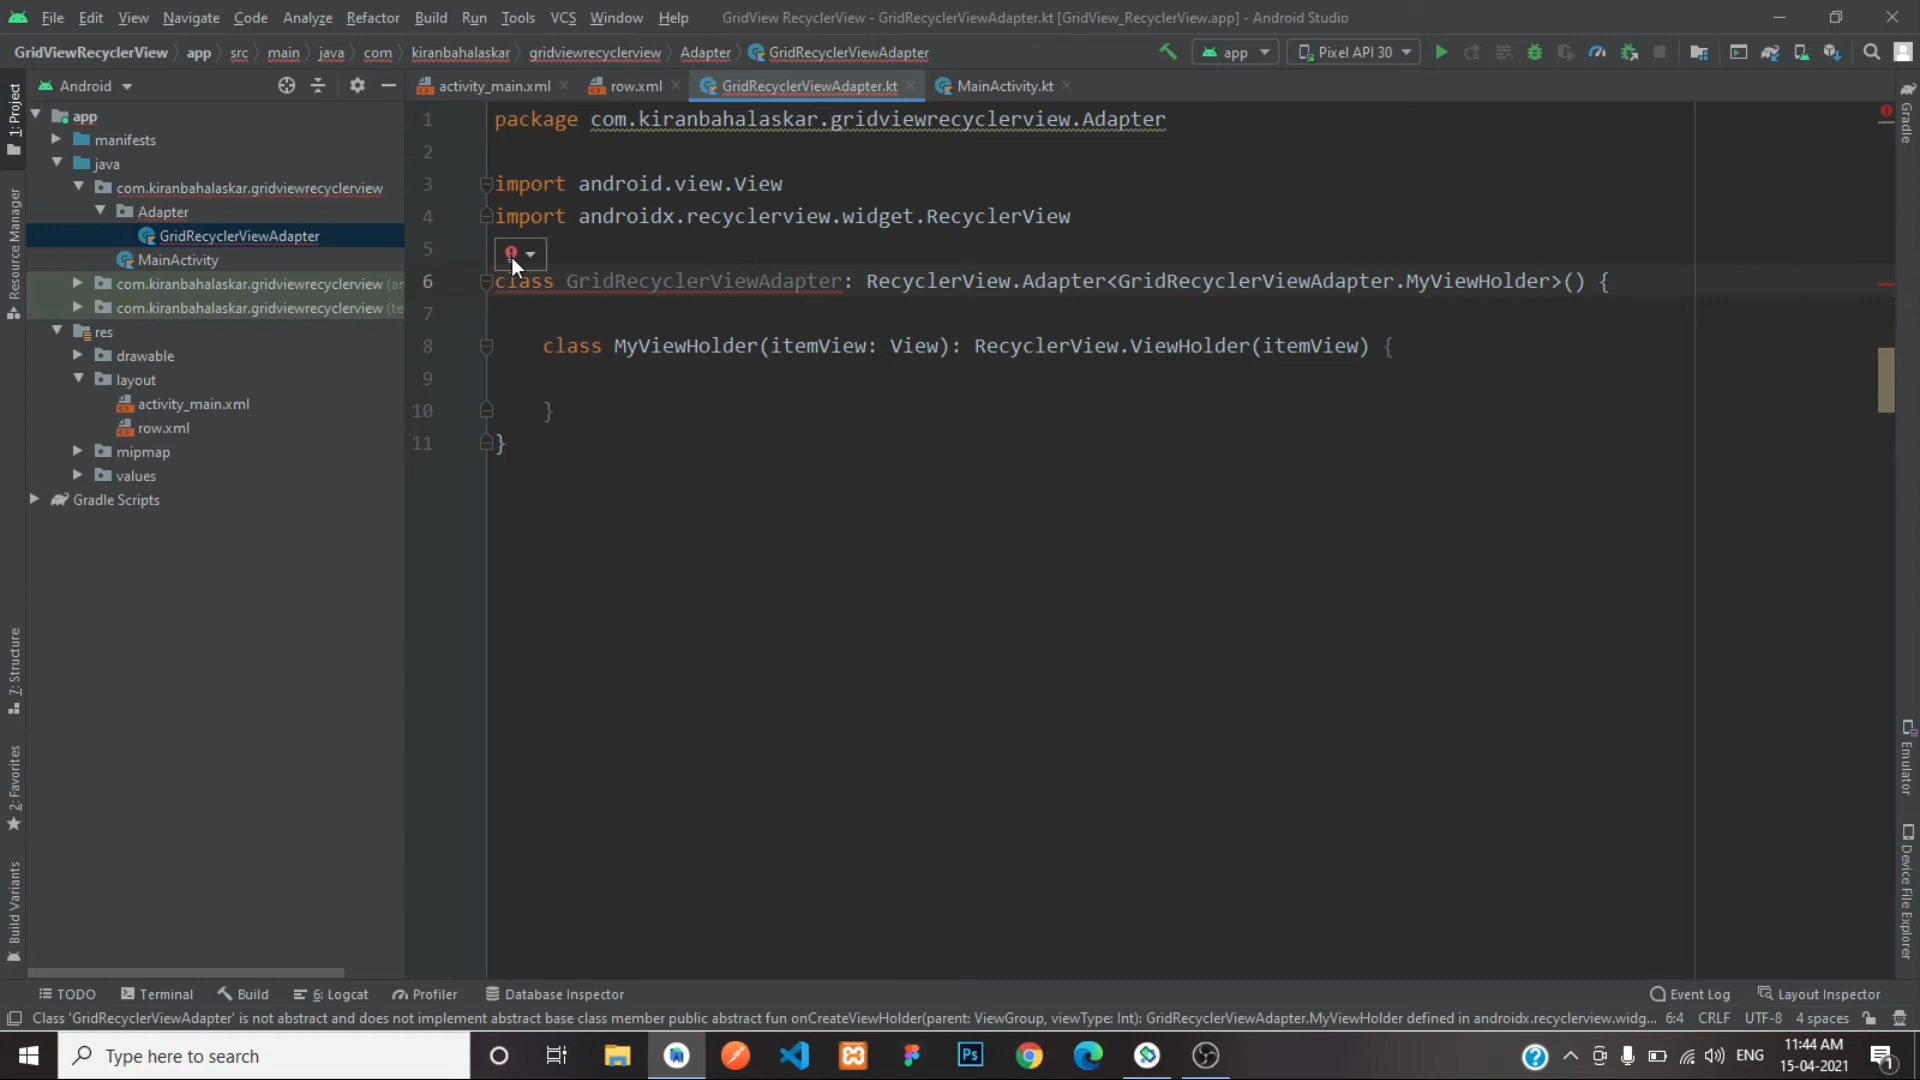 File Edit View Navigate Code Analyze Refactor Build Run Tools VCS Window Help GridView RecyclerView - GridRecyclerViewAdapter.kt [GridView_RecyclerView.app] - Android Studio
GridViewRecyclerView app src main java com kiranbahalaskar gridviewrecyclerview Adapter GridRecyclerViewAdapter app Pixel API 30
Android activity_main.xml row.xml GridRecyclerViewAdapter.kt MainActivity.kt
1: Project
Resource Manager
7: Structure
2: Favorites
Build Variants
app
manifests
java
com.kiranbahalaskar.gridviewrecyclerview
Adapter
GridRecyclerViewAdapter
MainActivity
com.kiranbahalaskar.gridviewrecyclerview (ar
com.kiranbahalaskar.gridviewrecyclerview (te
res
drawable
layout
activity_main.xml
row.xml
mipmap
values
Gradle Scripts
1 package com.kiranbahalaskar.gridviewrecyclerview.Adapter
2
3 import android.view.View
4 import androidx.recyclerview.widget.RecyclerView
5
6 class GridRecyclerViewAdapter: RecyclerView.Adapter<GridRecyclerViewAdapter.MyViewHolder>() {
7
8 class MyViewHolder(itemView: View): RecyclerView.ViewHolder(itemView) {
9
10 }
11 }
Gradle
Emulator
Device File Explorer
TODO Terminal Build 6: Logcat Profiler Database Inspector Event Log Layout Inspector
Class 'GridRecyclerViewAdapter' is not abstract and does not implement abstract base class member public abstract fun onCreateViewHolder(parent: ViewGroup, viewType: Int): GridRecyclerViewAdapter.MyViewHolder defined in androidx.recyclerview.widg... 6:4 CRLF UTF-8 4 spaces
Type here to search Ps ENG 11:44 AM
15-04-2021 1